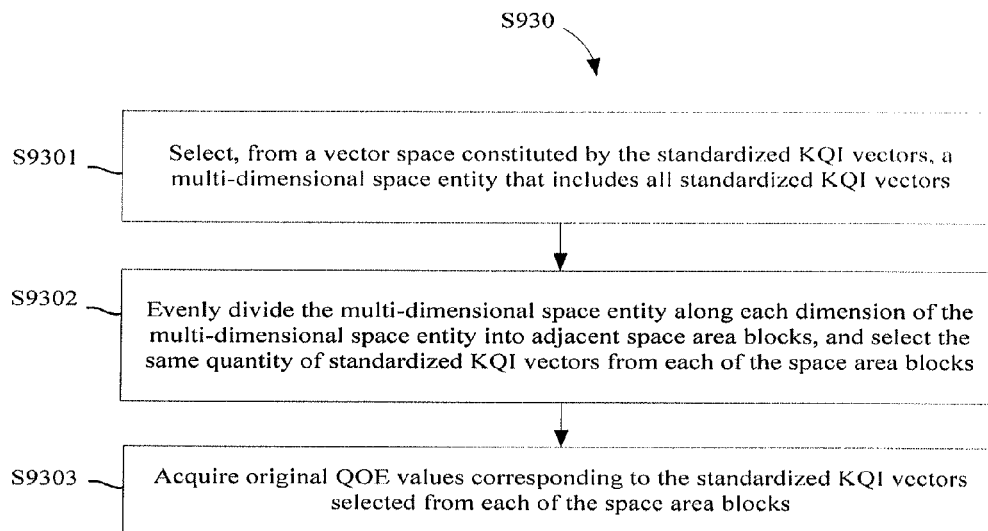 S930
S9301
Select, from a vector space constituted by the standardized KQI vectors, a
multi-dimensional space entity that includes all standardized KQI vectors
S9302
Evenly divide the multi-dimensional space entity along each dimension of the
multi-dimensional space entity into adjacent space area blocks, and select the
same quantity of standardized KQI vectors from each of the space area blocks
S9303
Acquire original QOE values corresponding to the standardized KQI vectors
selected from each of the space area blocks